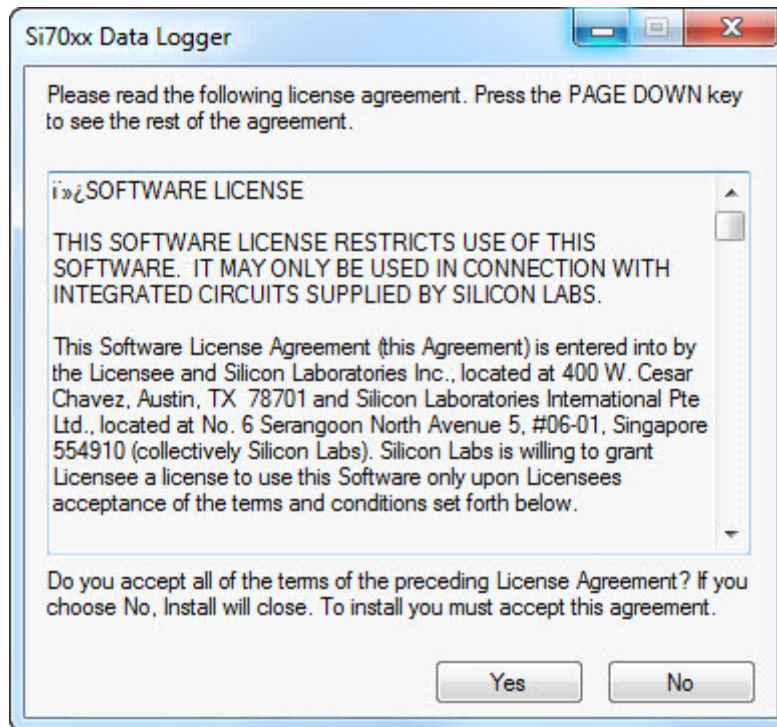 Si70xx Data Logger
Please read the following license agreement. Press the PAGE DOWN key
to see the rest of the agreement.
ï»¿SOFTWARE LICENSE
THIS SOFTWARE LICENSE RESTRICTS USE OF THIS
SOFTWARE.  IT MAY ONLY BE USED IN CONNECTION WITH
INTEGRATED CIRCUITS SUPPLIED BY SILICON LABS.
This Software License Agreement (this Agreement) is entered into by
the Licensee and Silicon Laboratories Inc., located at 400 W. Cesar
Chavez, Austin, TX  78701 and Silicon Laboratories International Pte
Ltd., located at No. 6 Serangoon North Avenue 5, #06-01, Singapore
554910 (collectively Silicon Labs). Silicon Labs is willing to grant
Licensee a license to use this Software only upon Licensees
acceptance of the terms and conditions set forth below.
Do you accept all of the terms of the preceding License Agreement? If you
choose No, Install will close. To install you must accept this agreement.
Yes
No